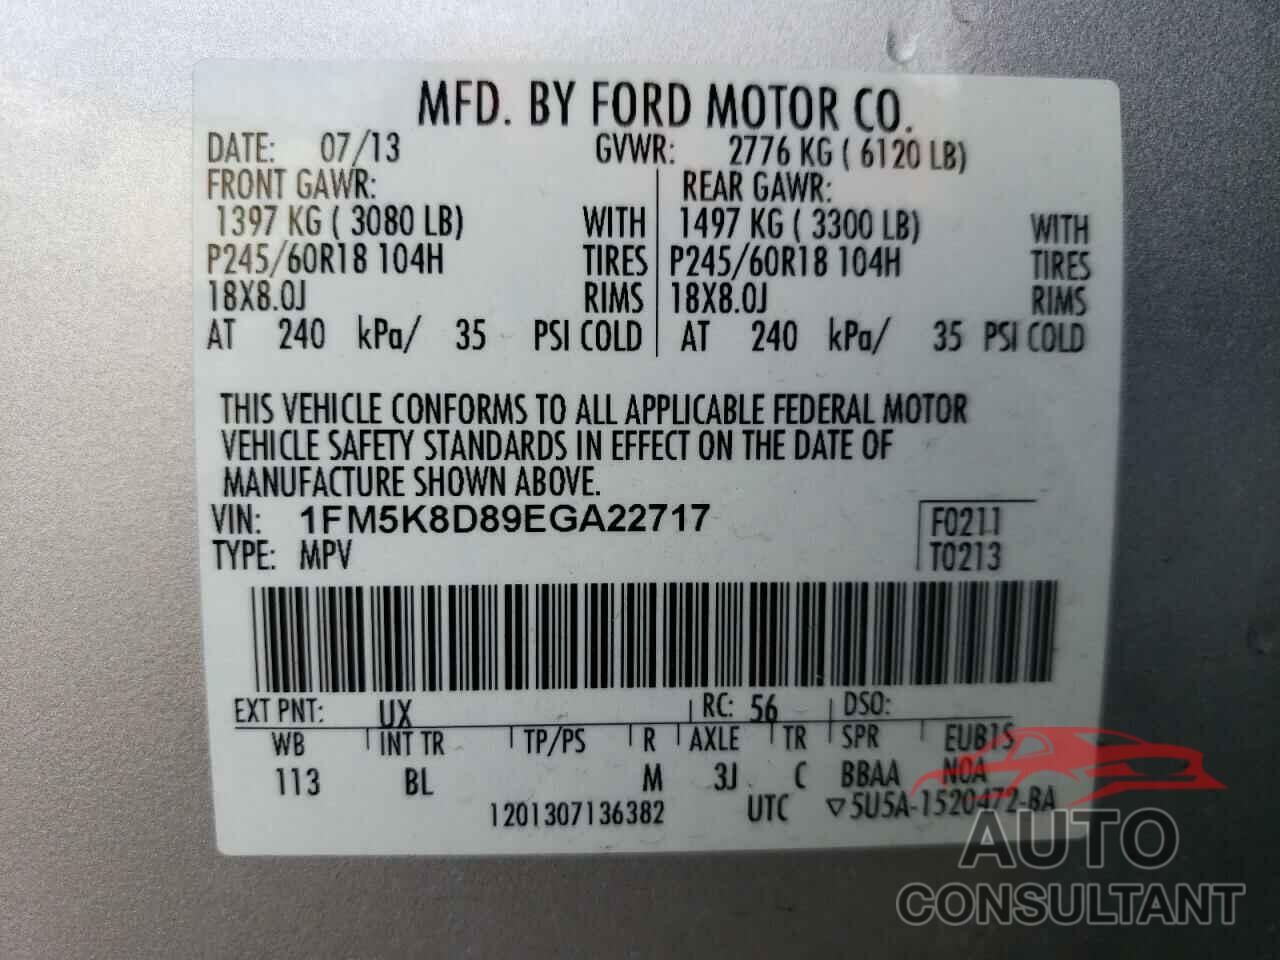 MFD. BY FORD MOTOR CO.
DATE: 07/13 GVWR: 2776 KG ( 6120 LB)
FRONT GAWR: REAR GAWR:
1397 KG ( 3080 LB) WITH 1497 KG ( 3300 LB) WITH
P245/60R18 104H TIRES P245/60R18 104H TIRES
18X8.0J RIMS 18X8.0J RIMS
AT 240 kPa/ 35 PSI COLD AT 240 kPa/ 35 PSI COLD
THIS VEHICLE CONFORMS TO ALL APPLICABLE FEDERAL MOTOR
VEHICLE SAFETY STANDARDS IN EFFECT ON THE DATE OF
MANUFACTURE SHOWN ABOVE.
VIN: 1FM5K8D89EGA22717 F0211
TYPE: MPV T0213
EXT PNT: UX RC: 56 DSO:
WB INT TR TP/PS R AXLE TR SPR EUB1S
113 BL M 3J C BBAA N0A
1201307136382 UTC ▽5U5A-1520472-BA
AUTO
CONSULTANT